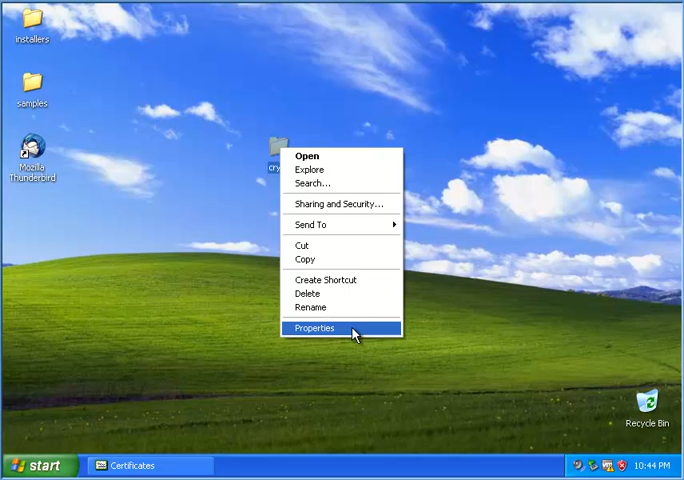 installers
samples
Mozilla
Thunderbird
Open
Explore
Search...
Sharing and Security...
Send To
Cut
Copy
Create Shortcut
Delete
Rename
Properties
Recycle Bin
start
Certificates
10:44 PM